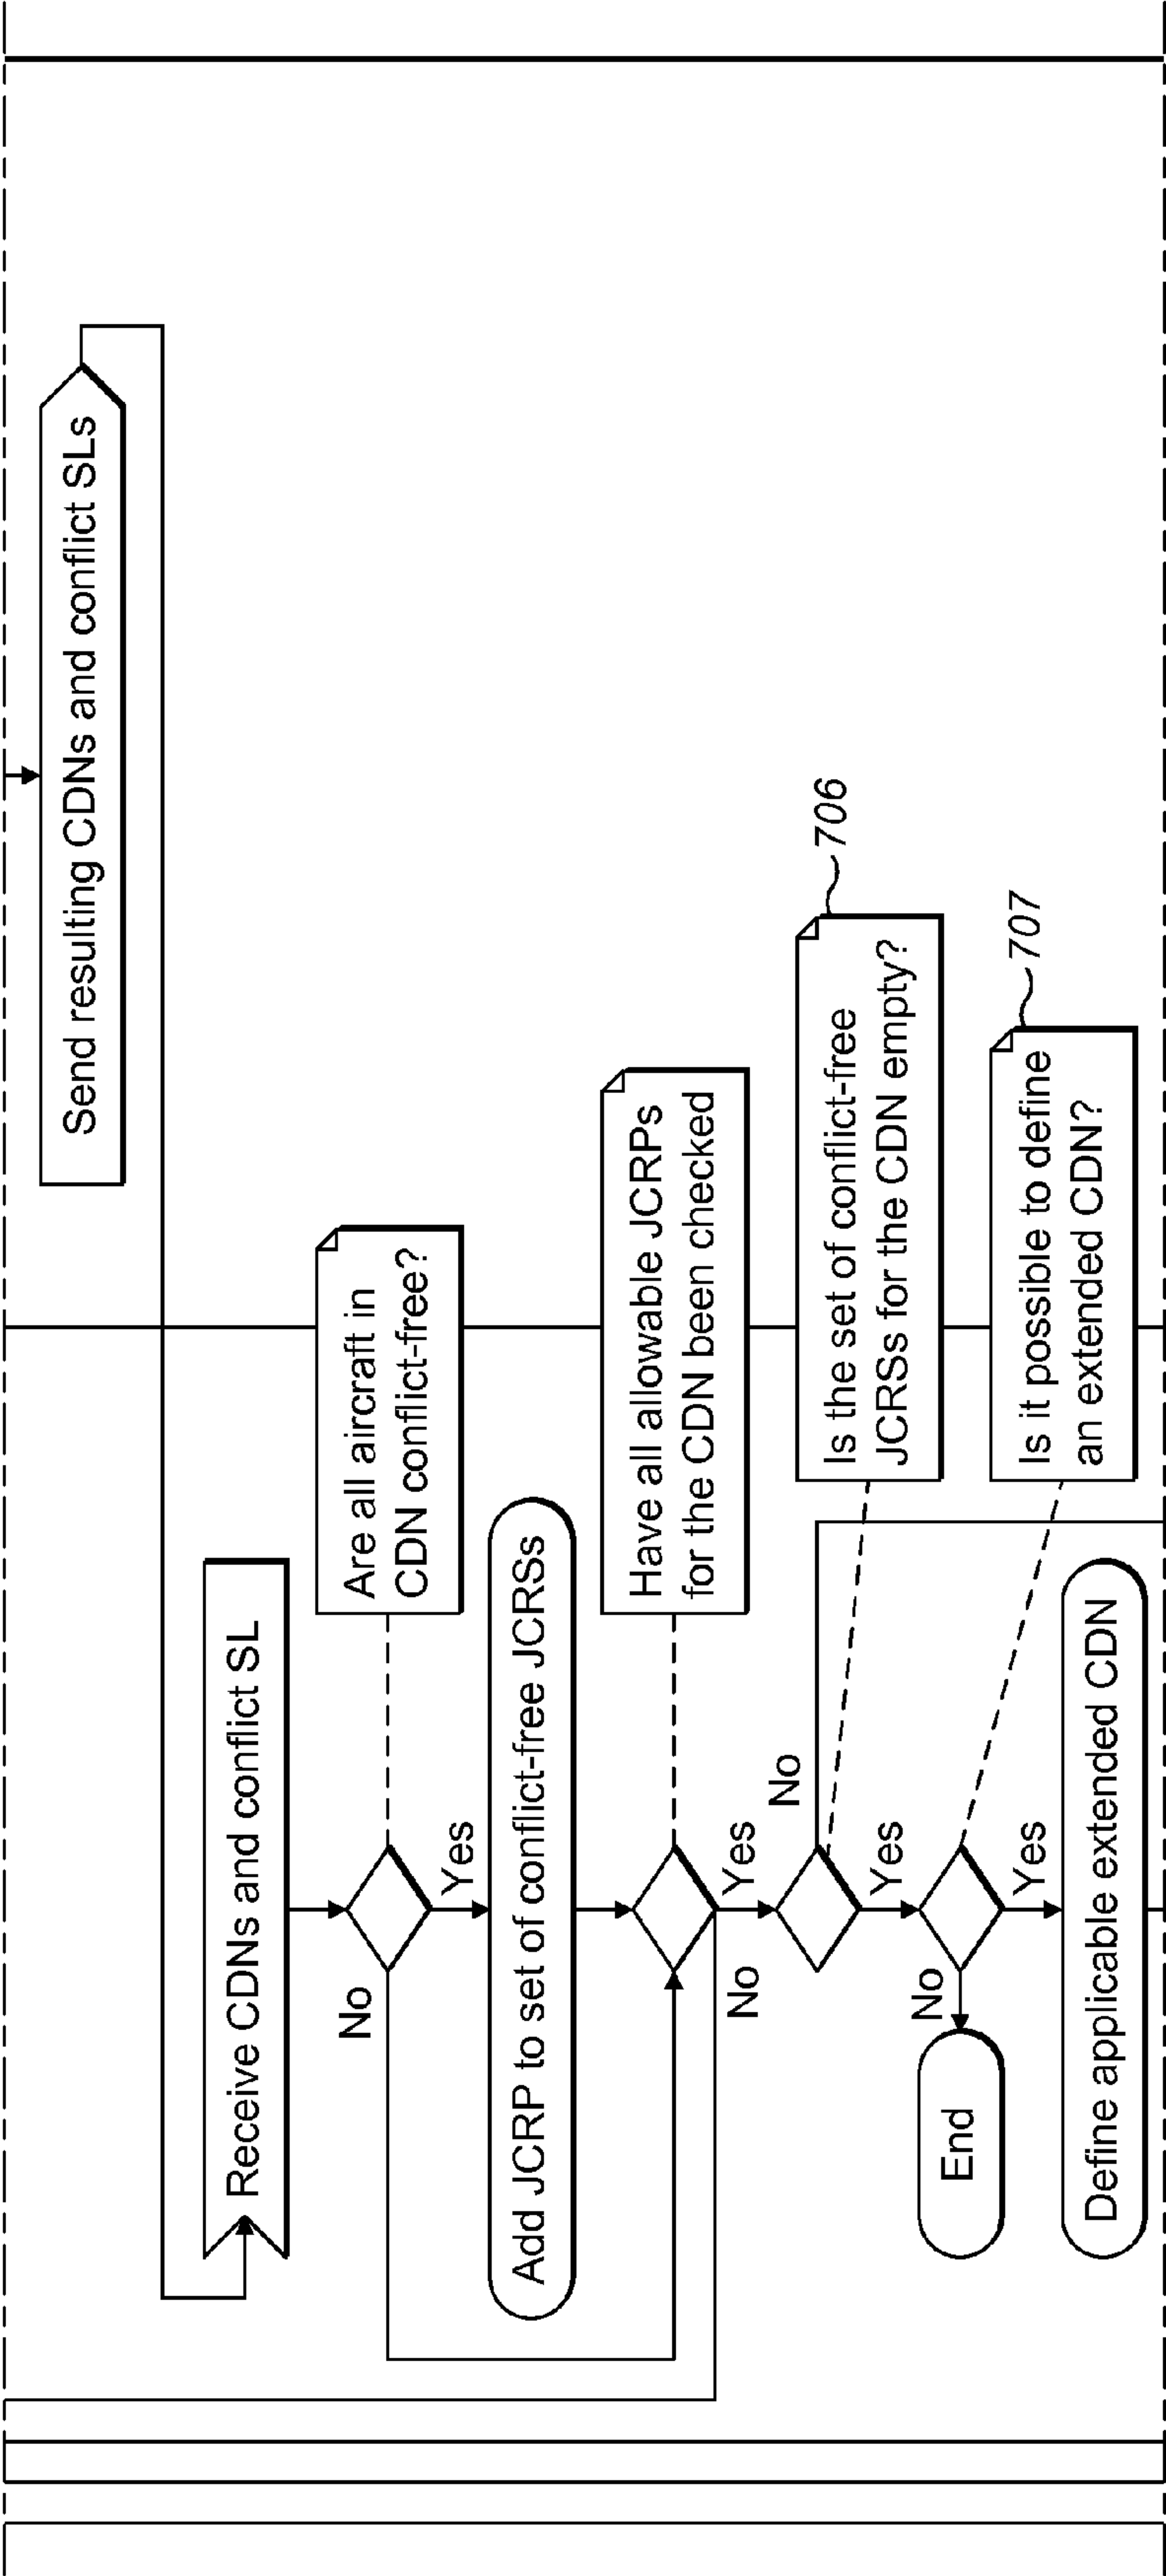 Send resulting CDNs and conflict SLs
Receive CDNs and conflict SL
Are all aircraft in
CDN conflict-free?
No
Yes
Add JCRP to set of conflict-free JCRSs
Have all allowable JCRPs
for the CDN been checked
No
Yes
No
Is the set of conflict-free
JCRSs for the CDN empty?
706
Yes
Is it possible to define
an extended CDN?
707
No
Yes
End
Define applicable extended CDN